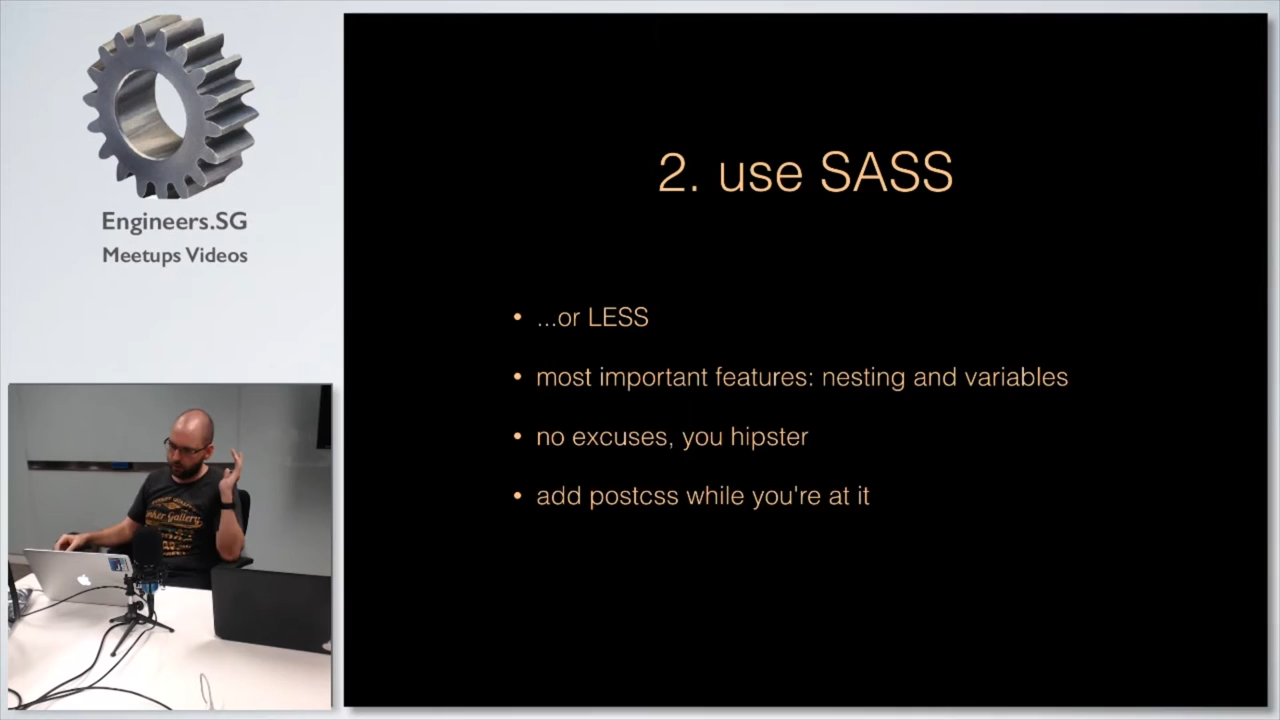 Engineers.SG
Meetups Videos
2. use SASS
• ...or LESS
• most important features: nesting and variables
• no excuses, you hipster
• add postcss while you're at it